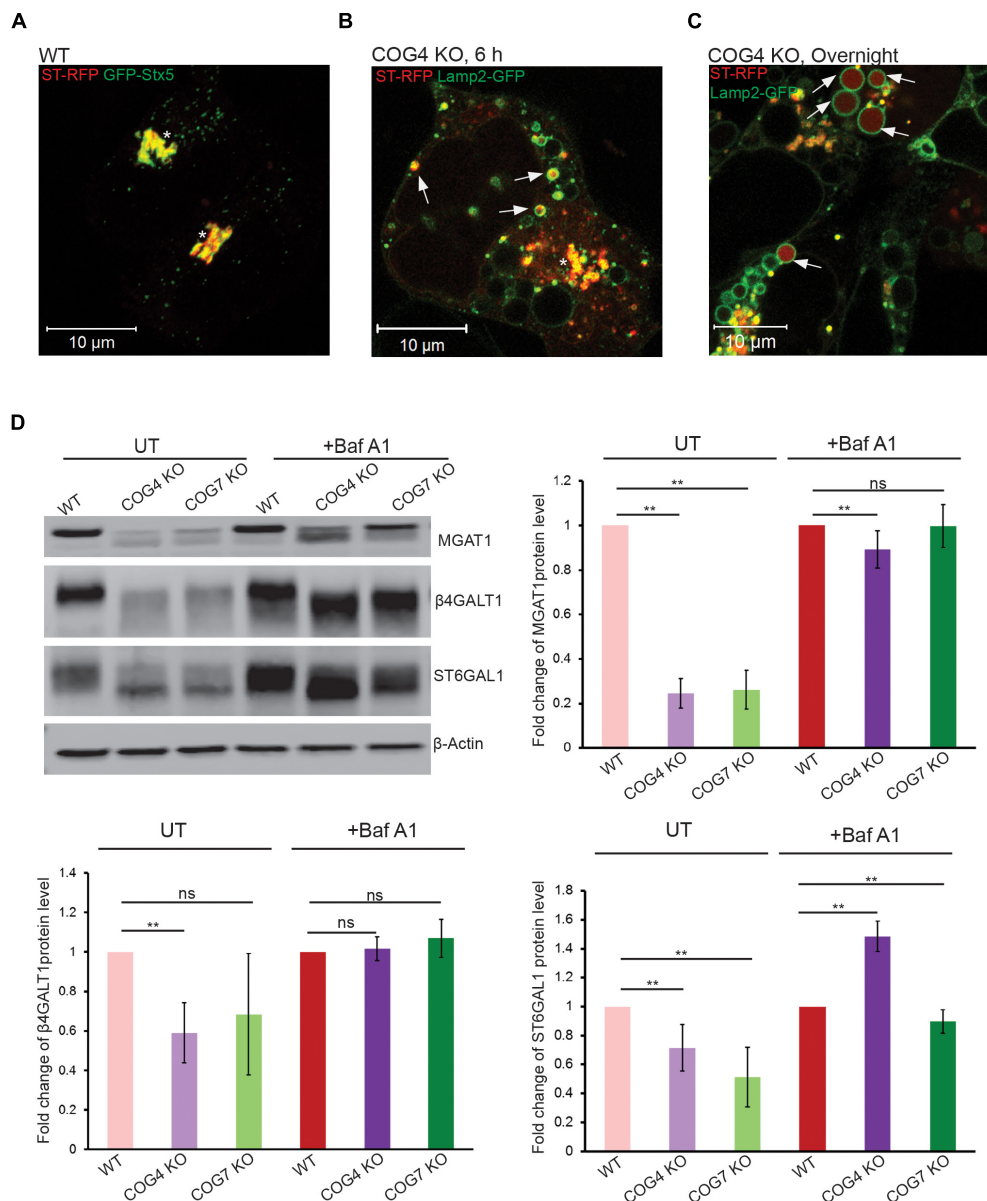 A
WT
ST-RFP GFP-Stx5
*
*
10 µm
B
COG4 KO, 6 h
ST-RFP Lamp2-GFP
*
10 µm
C
COG4 KO, Overnight
ST-RFP
Lamp2-GFP
10 µm
D
UT
+Baf A1
WT
COG4 KO
COG7 KO
WT
COG4 KO
COG7 KO
MGAT1
β4GALT1
ST6GAL1
β-Actin
UT
+Baf A1
Fold change of MGAT1protein level
1.2
1
0.8
0.6
0.4
0.2
0
**
**
ns
**
WT
COG4 KO
COG7 KO
WT
COG4 KO
COG7 KO
UT
+Baf A1
Fold change of β4GALT1protein level
1.4
1.2
1
0.8
0.6
0.4
0.2
0
ns
**
ns
ns
WT
COG4 KO
COG7 KO
WT
COG4 KO
COG7 KO
UT
+Baf A1
Fold change of ST6GAL1 protein level
1.8
1.6
1.4
1.2
1
0.8
0.6
0.4
0.2
0
**
**
**
**
WT
COG4 KO
COG7 KO
WT
COG4 KO
COG7 KO